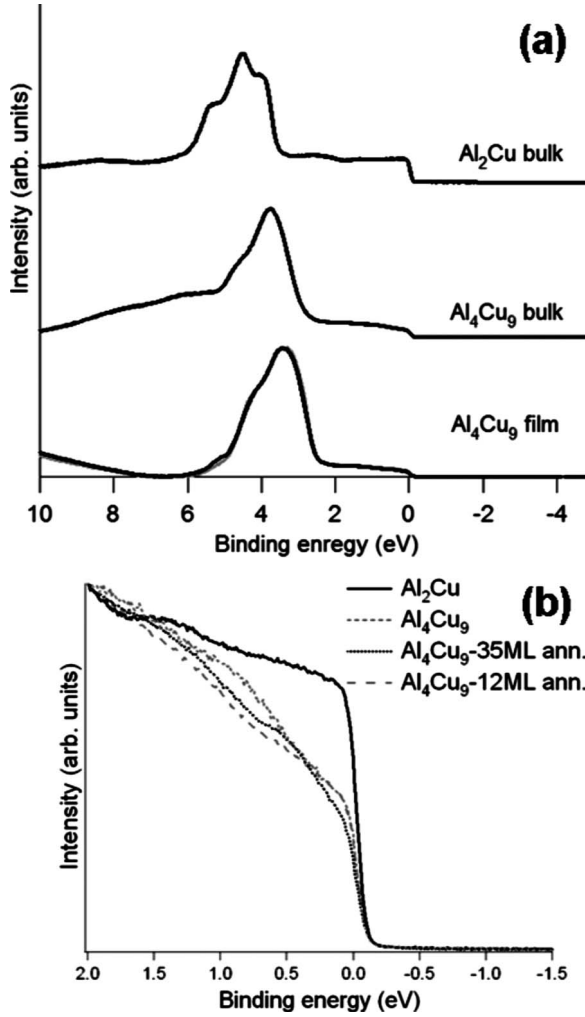 (a)
Intensity (arb. units)
Al₂Cu bulk
Al₄Cu₉ bulk
Al₄Cu₉ film
10 8 6 4 2 0 -2 -4
Binding enregy (eV)
(b)
Al₂Cu
Al₄Cu₉
Al₄Cu₉-35ML ann.
Al₄Cu₉-12ML ann.
Intensity (arb. units)
2.0 1.5 1.0 0.5 0.0 -0.5 -1.0 -1.5
Binding energy (eV)